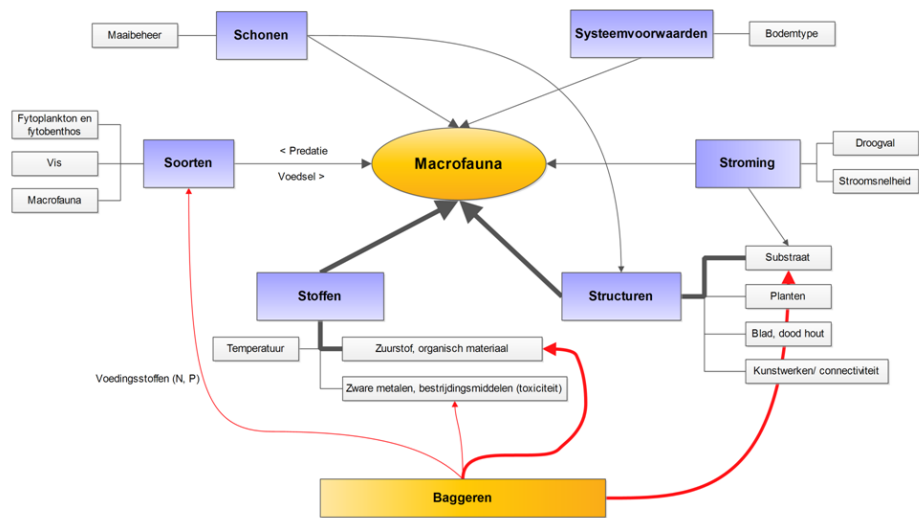 Maaibeheer
Schonen
Systeemvoorwaarden
Bodemtype
Fytoplankton en
fytobenthos
Vis
Macrofauna
Soorten
< Predatie
Voedsel >
Macrofauna
Stroming
Droogval
Stroomsnelheid
Stoffen
Structuren
Substraat
Planten
Blad, dood hout
Kunstwerken/ connectiviteit
Temperatuur
Zuurstof, organisch materiaal
Zware metalen, bestrijdingsmiddelen (toxiciteit)
Voedingsstoffen (N, P)
Baggeren